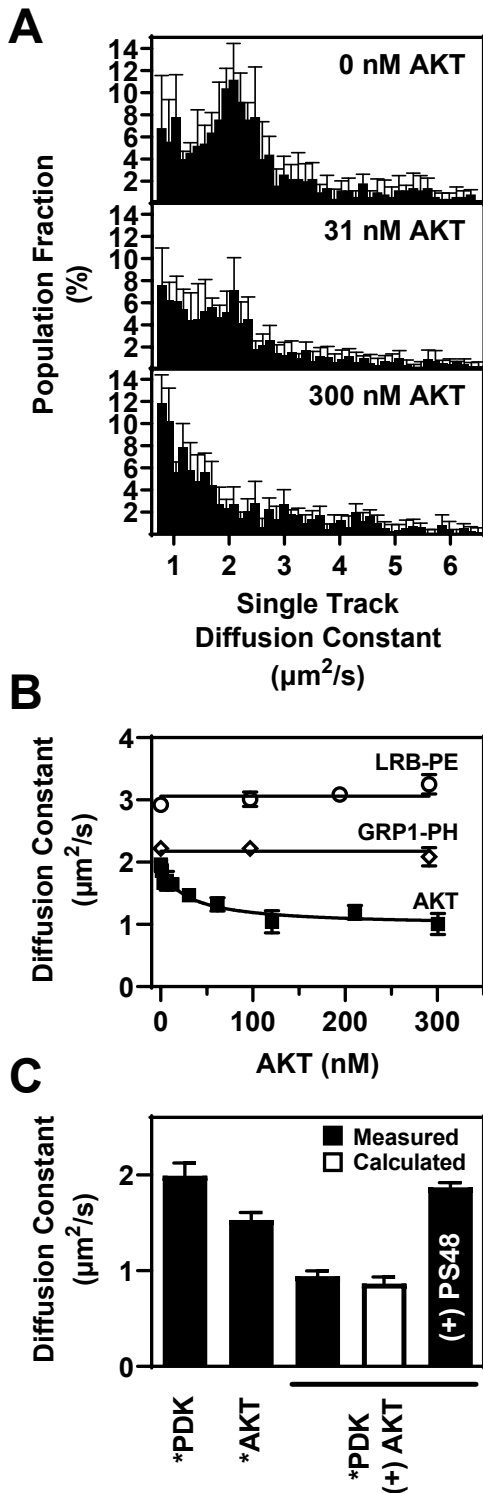 A
Population Fraction
(%)
14
12
10
8
6
4
2
0 nM AKT
14
12
10
8
6
4
2
31 nM AKT
14
12
10
8
6
4
2
300 nM AKT
1 2 3 4 5 6
Single Track
Diffusion Constant
(µm²/s)
B
Diffusion Constant
(µm²/s)
4
3
2
1
0
LRB-PE
GRP1-PH
AKT
0 100 200 300
AKT (nM)
C
Diffusion Constant
(µm²/s)
2
1
0
Measured
Calculated
(+) PS48
*PDK
*AKT
*PDK
(+) AKT